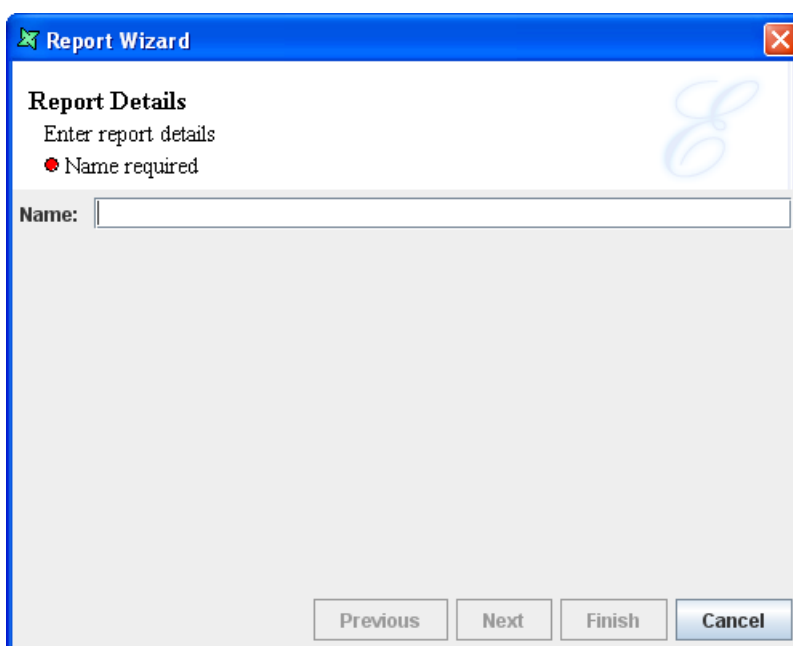 Report Wizard
Report Details
Enter report details
Name required
E
Name:
Previous Next Finish Cancel